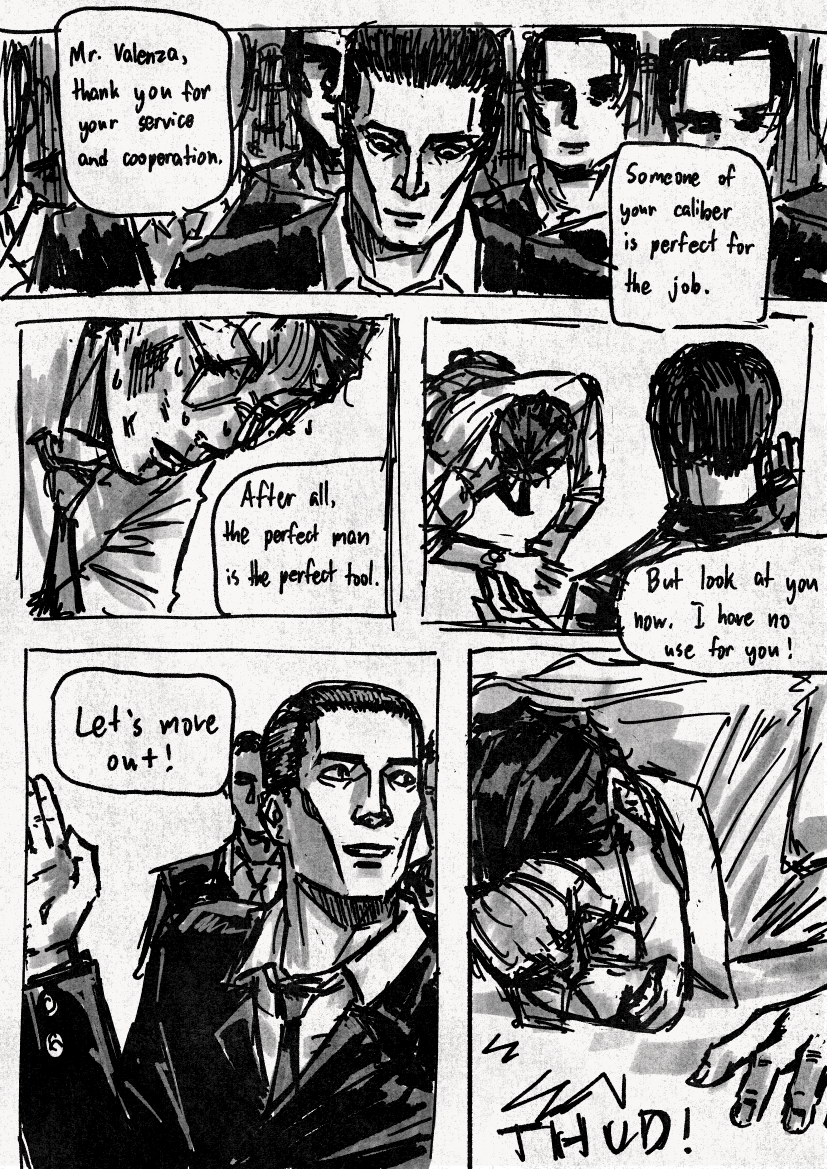 Mr. Valenza,
thank you for
your service
and cooperation.
Someone of
your caliber
is perfect for
the job.
After all,
the perfect man
is the perfect tool.
But look at you
now. I have no
use for you!
Let's move
out!
THUD!